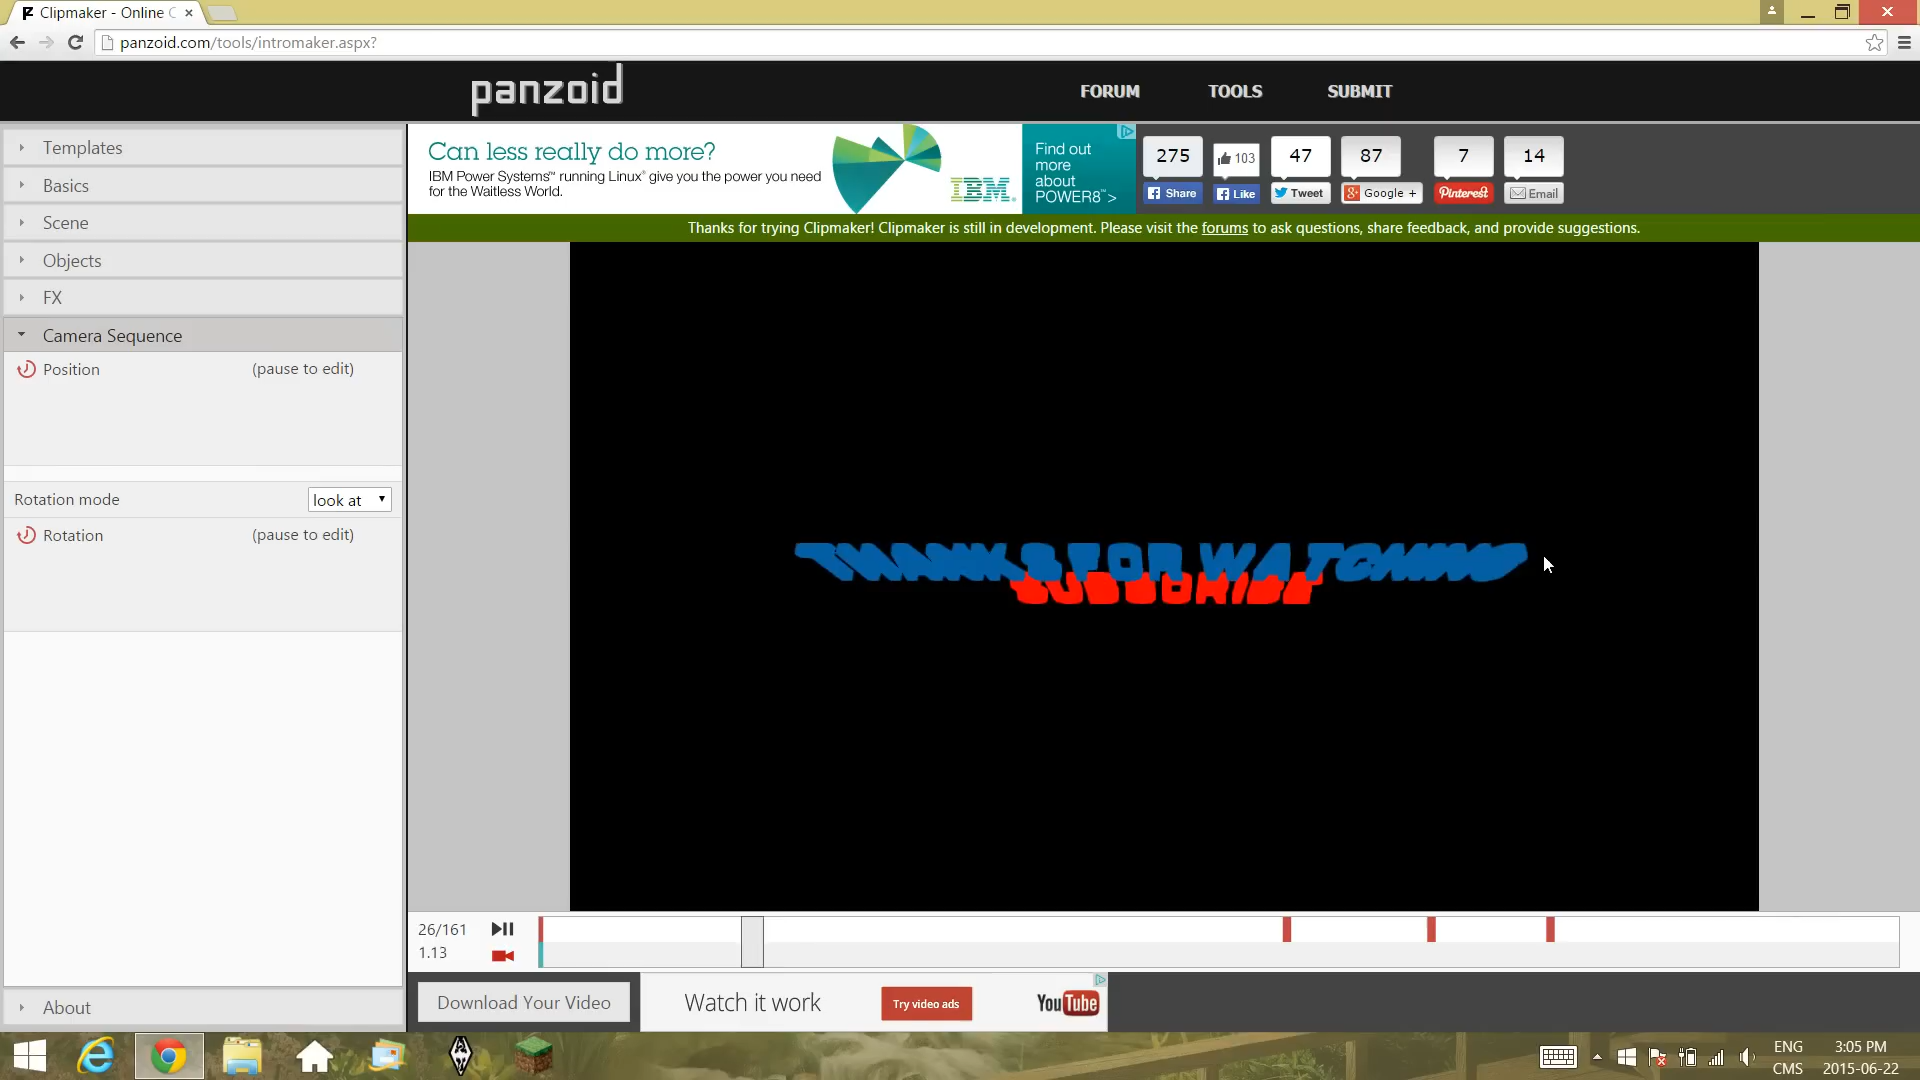 Clipmaker - Online C
panzoid.com/tools/intromaker.aspx?
panzoid
FORUM
TOOLS
SUBMIT
Templates
Basics
Scene
Objects
FX
Camera Sequence
Position
(pause to edit)
Rotation mode
look at
Rotation
(pause to edit)
About
Can less really do more?
IBM Power Systems™ running Linux® give you the power you need
for the Waitless World.
IBM.
Find out
more
about
POWER8™>
275
Share
103
Like
47
Tweet
87
Google +
7
Pinterest
14
Email
Thanks for trying Clipmaker! Clipmaker is still in development. Please visit the forums to ask questions, share feedback, and provide suggestions.
THANKS FOR WATCHING
SUBSCRIBE
26/161
1.13
Download Your Video
Watch it work
Try video ads
YouTube
ENG
CMS
3:05 PM
2015-06-22